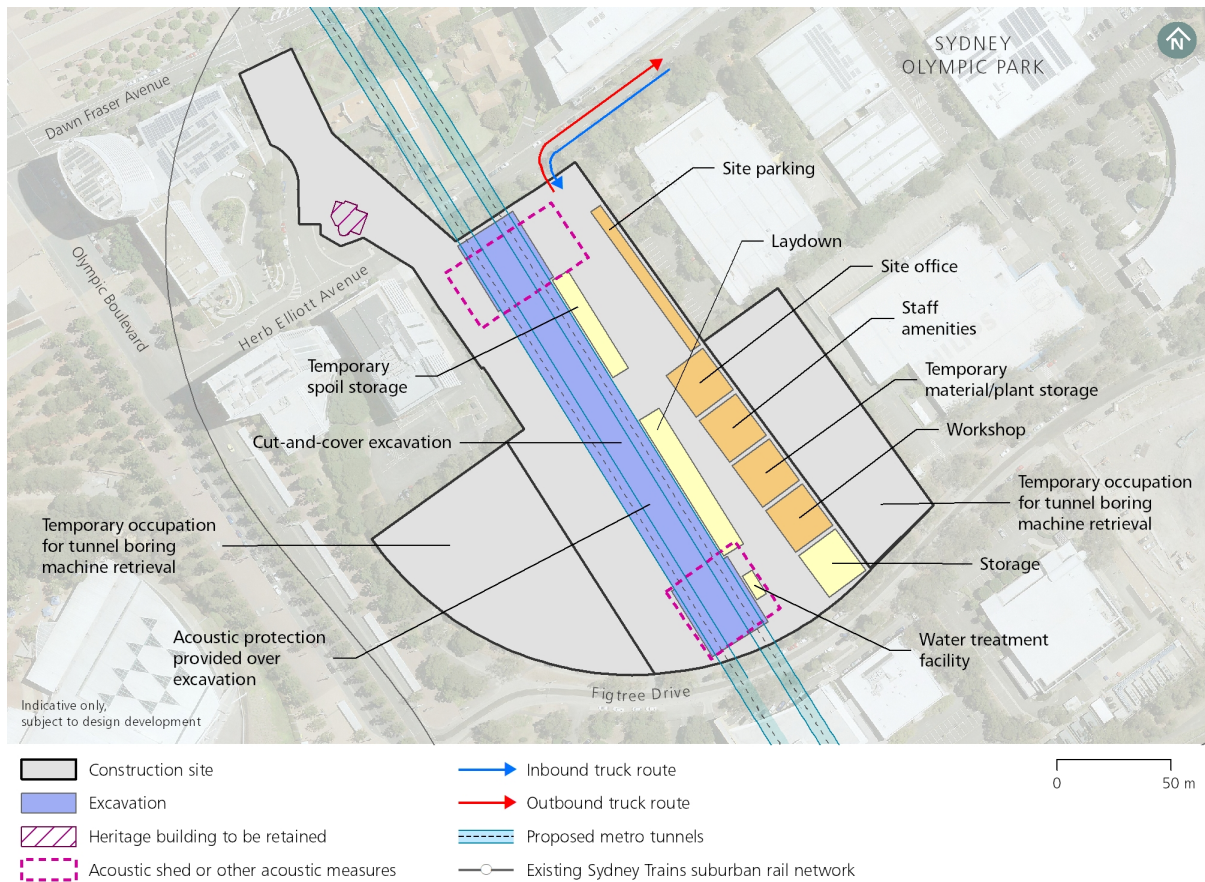 SYDNEY
OLYMPIC PARK
N
Dawn Fraser Avenue
Site parking
Laydown
Olympic Boulevard
Herb Elliott Avenue
Site office
Staff
amenities
Temporary
spoil storage
Temporary
material/plant storage
Cut-and-cover excavation
Workshop
Temporary occupation
for tunnel boring
machine retrieval
Temporary occupation
for tunnel boring
machine retrieval
Storage
Acoustic protection
provided over
excavation
Water treatment
facility
Figtree Drive
Indicative only,
subject to design development
Construction site
Excavation
Heritage building to be retained
Acoustic shed or other acoustic measures
Inbound truck route
Outbound truck route
Proposed metro tunnels
Existing Sydney Trains suburban rail network
0 50 m